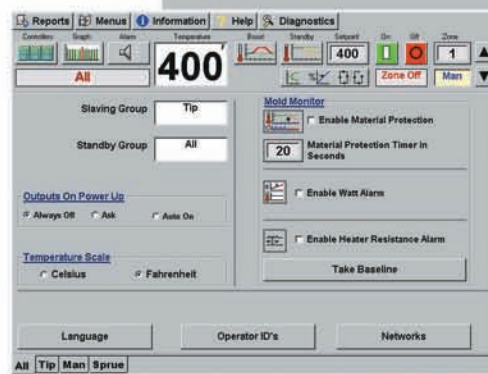 Reports Menus Information Help Diagnostics
Controllers Graph Alarm Temperature Boost Standby Setpoint On Off Zone
400 400 1
All Zone Off Man
Slaving Group Tip
Standby Group All
Outputs On Power Up
Always Off Ask Auto On
Temperature Scale
Celsius Fahrenheit
Mold Monitor
Enable Material Protection
20 Material Protection Timer in
Seconds
Enable Watt Alarm
Enable Heater Resistance Alarm
Take Baseline
Language Operator ID's Networks
All Tip Man Sprue